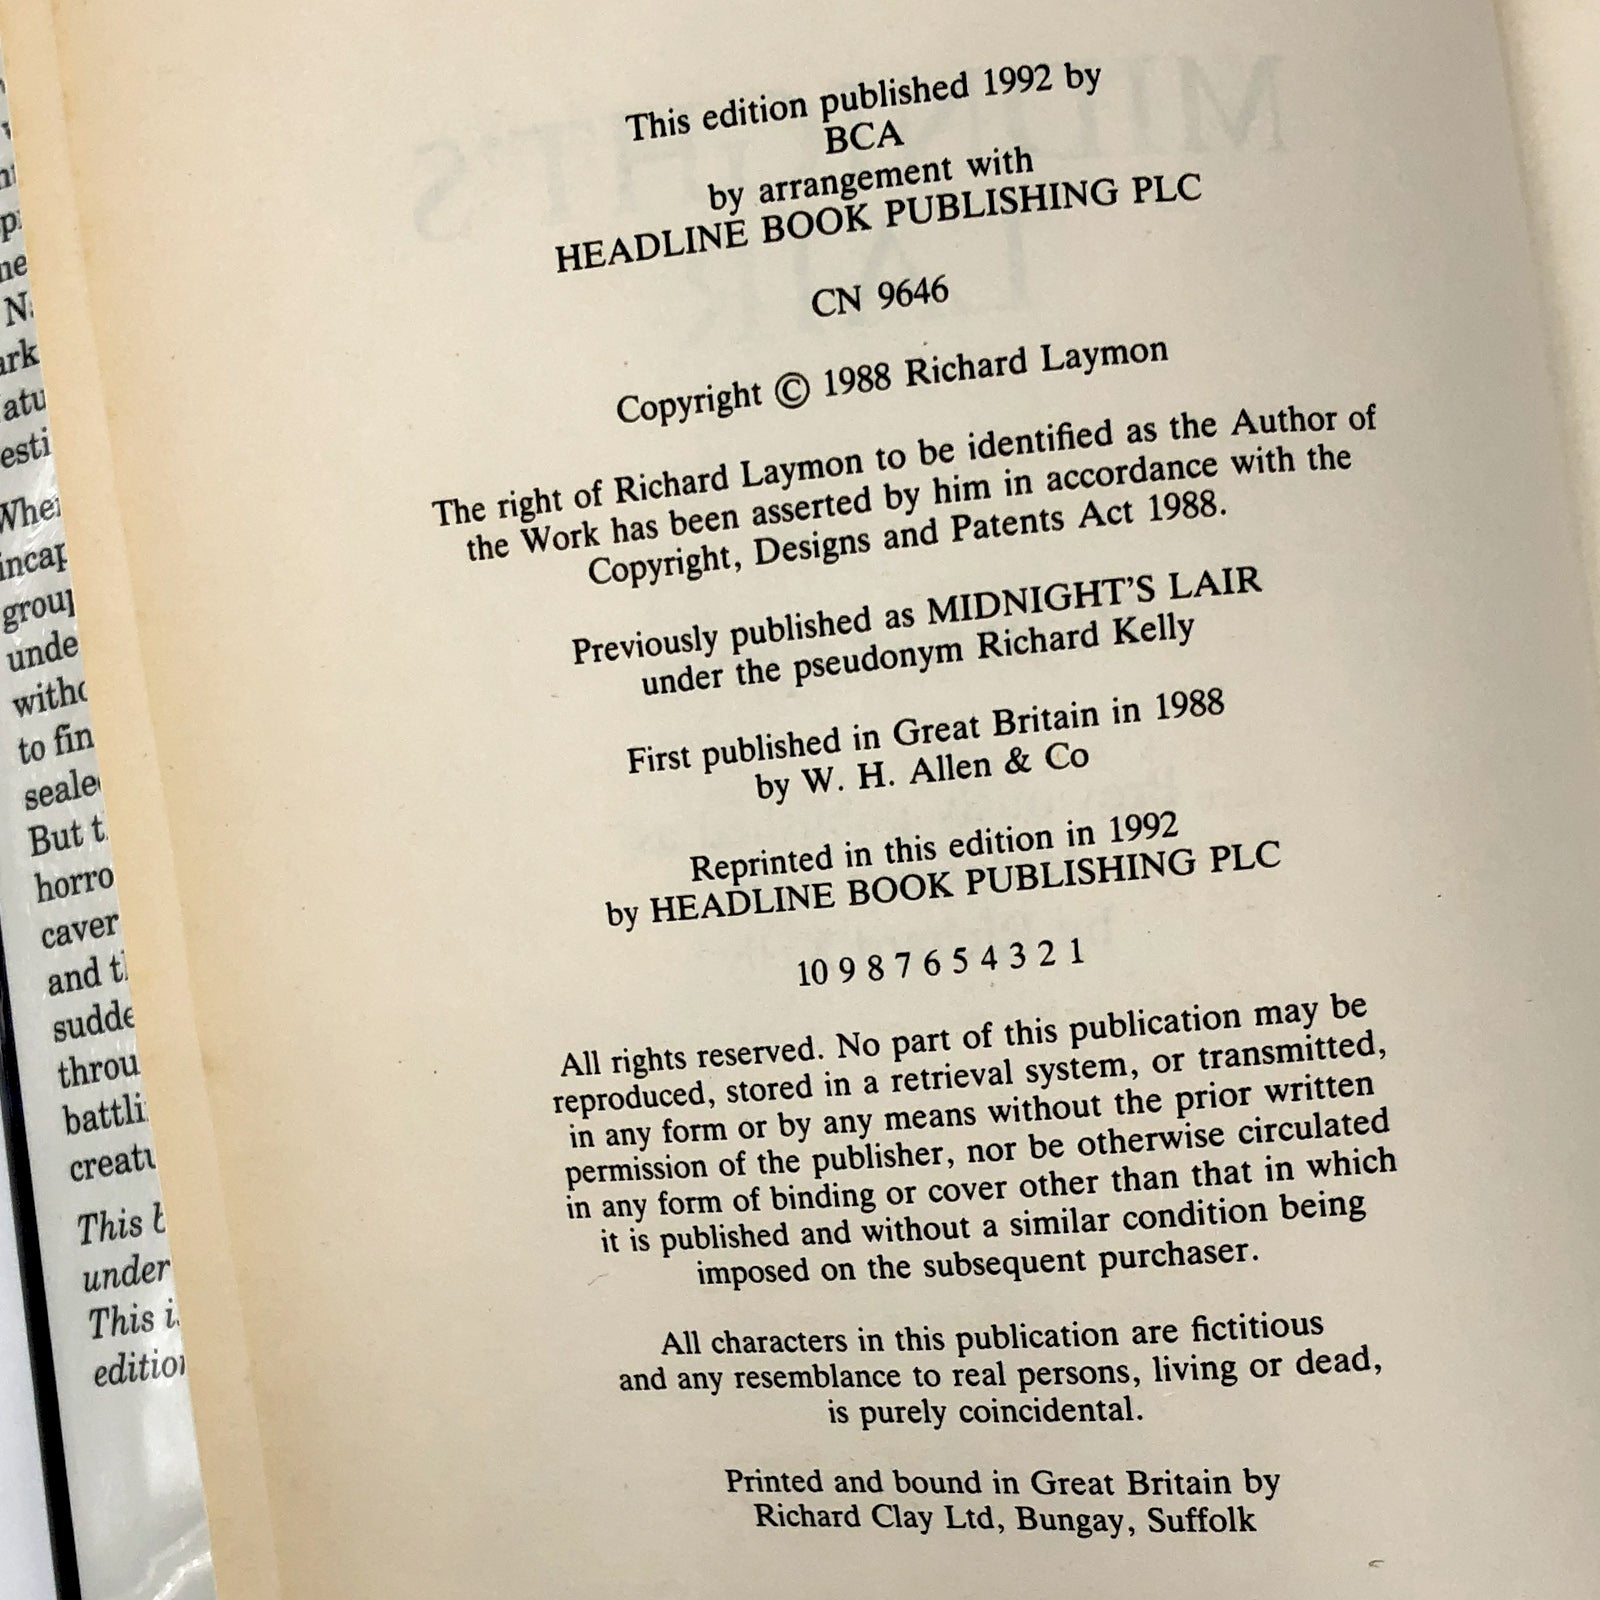 This edition published 1992 by
BCA
by arrangement with
HEADLINE BOOK PUBLISHING PLC
CN 9646
Copyright © 1988 Richard Laymon
The right of Richard Laymon to be identified as the Author of
the Work has been asserted by him in accordance with the
Copyright, Designs and Patents Act 1988.
Previously published as MIDNIGHT'S LAIR
under the pseudonym Richard Kelly
First published in Great Britain in 1988
by W. H. Allen & Co
Reprinted in this edition in 1992
by HEADLINE BOOK PUBLISHING PLC
10 9 8 7 6 5 4 3 2 1
All rights reserved. No part of this publication may be
reproduced, stored in a retrieval system, or transmitted,
in any form or by any means without the prior written
permission of the publisher, nor be otherwise circulated
in any form of binding or cover other than that in which
it is published and without a similar condition being
imposed on the subsequent purchaser.
All characters in this publication are fictitious
and any resemblance to real persons, living or dead,
is purely coincidental.
Printed and bound in Great Britain by
Richard Clay Ltd, Bungay, Suffolk
to
But
and
This
under
This